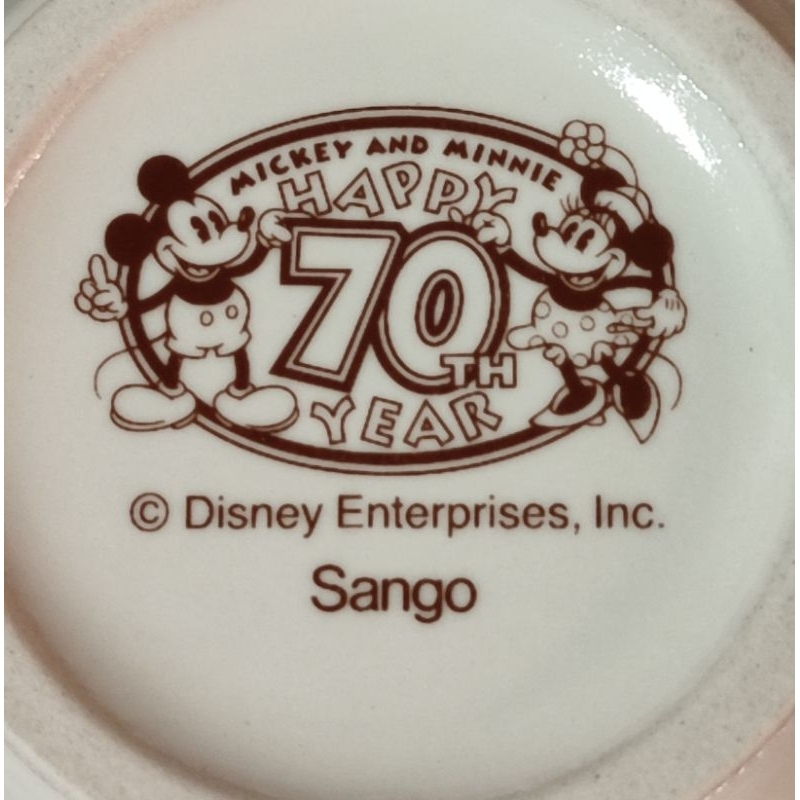 MICKEY AND MINNIE
HAPPY
70TH
YEAR
© Disney Enterprises, Inc.
Sango